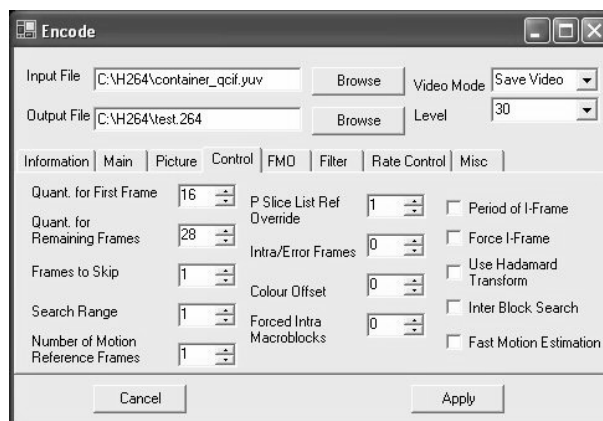 Encode
Input File C:\H264\container_qcif.yuv Browse Video Mode Save Video
Output File C:\H264\test.264 Browse Level 30
Information Main Picture Control FMO Filter Rate Control Misc
Quant. for First Frame 16
Quant. for
Remaining Frames 28
Frames to Skip 1
Search Range 1
Number of Motion
Reference Frames 1
P Slice List Ref
Override 1
Intra/Error Frames 0
Colour Offset 0
Forced Intra
Macroblocks 0
Period of I-Frame
Force I-Frame
Use Hadamard
Transform
Inter Block Search
Fast Motion Estimation
Cancel Apply